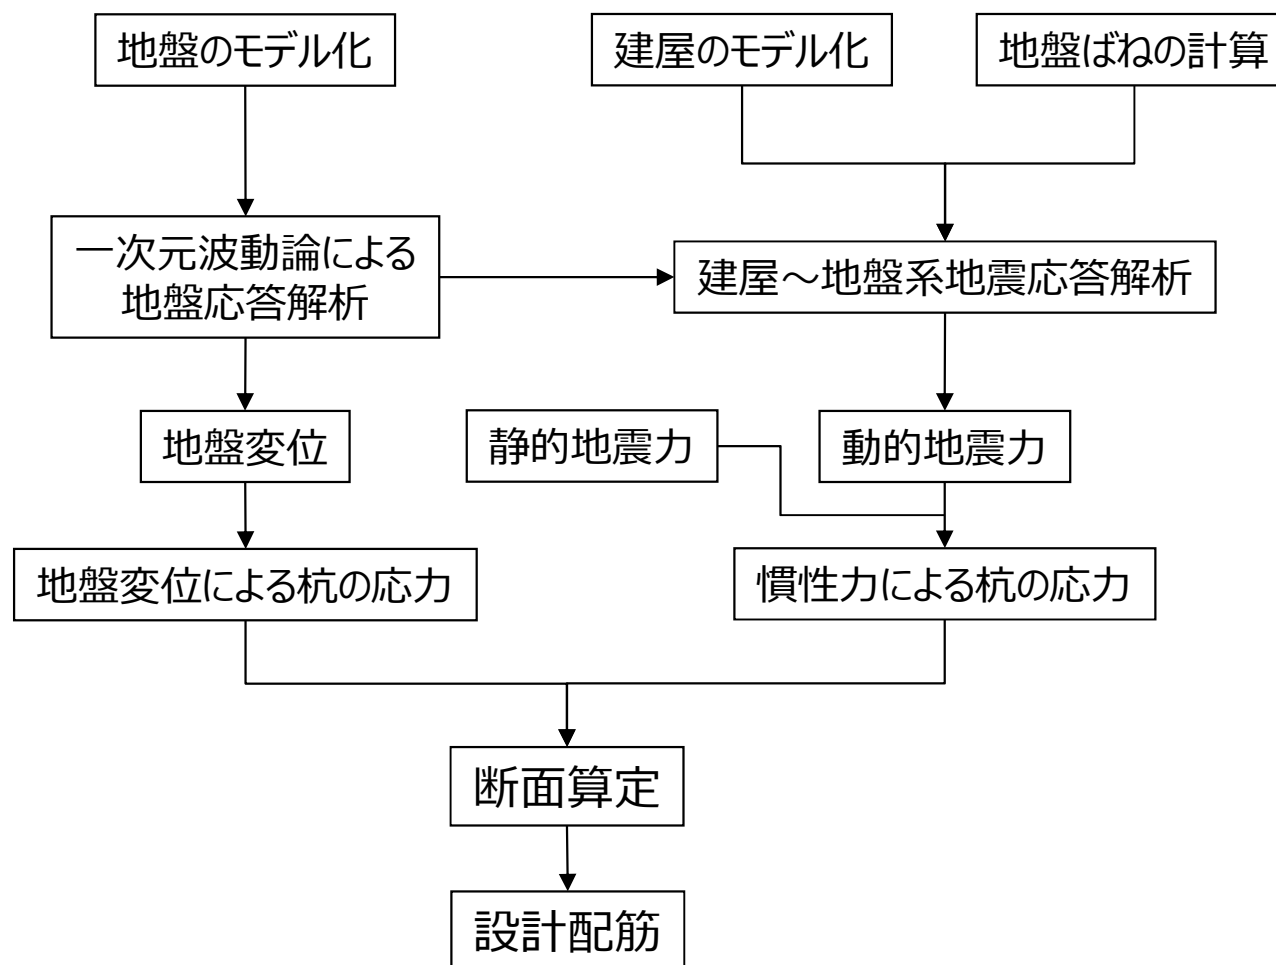 地盤のモデル化
建屋のモデル化
地盤ばねの計算
一次元波動論による
地盤応答解析
建屋～地盤系地震応答解析
地盤変位
静的地震力
動的地震力
地盤変位による杭の応力
慣性力による杭の応力
断面算定
設計配筋